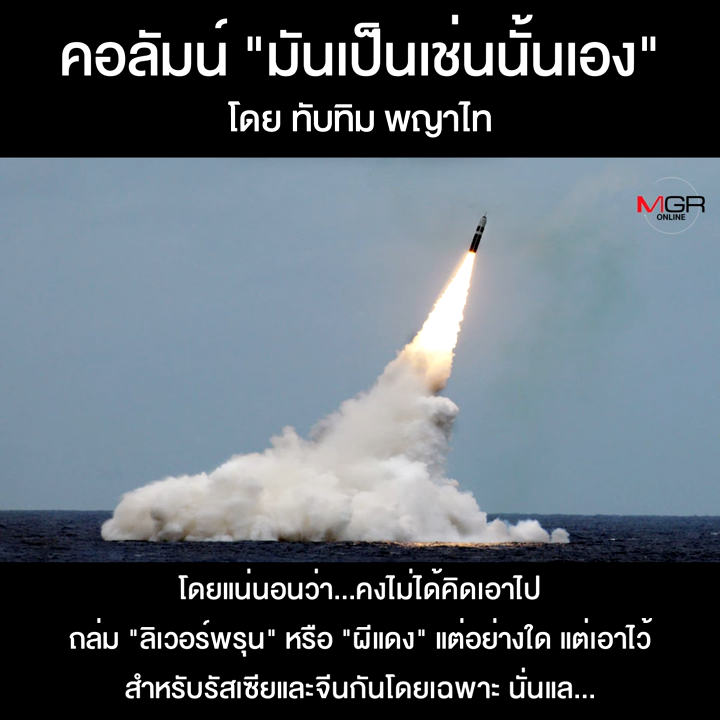 คอลัมน์ "มันเป็นเช่นนั้นเอง"
โดย ทับทิม พญาไท
MGR
ONLINE
โดยแน่นอนว่า...คงไม่ได้คิดเอาไป
ถล่ม "ลิเวอร์พรุน" หรือ "ผีแดง" แต่อย่างใด แต่เอาไว้
สำหรับรัสเซียและจีนกันโดยเฉพาะ นั่นแล...